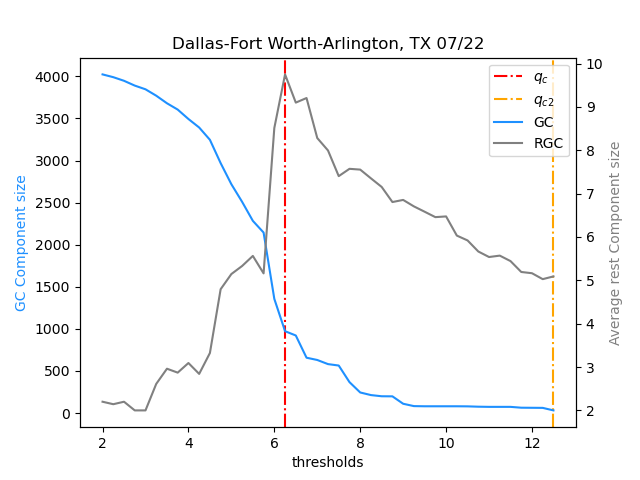 Dallas-Fort Worth-Arlington, TX 07/22
GC Component size
4000
3500
3000
2500
2000
1500
1000
500
0
2 4 6 8 10 12
thresholds
10
9
8
7
6
5
4
3
2
Average rest Component size
q_c
q_c2
GC
RGC